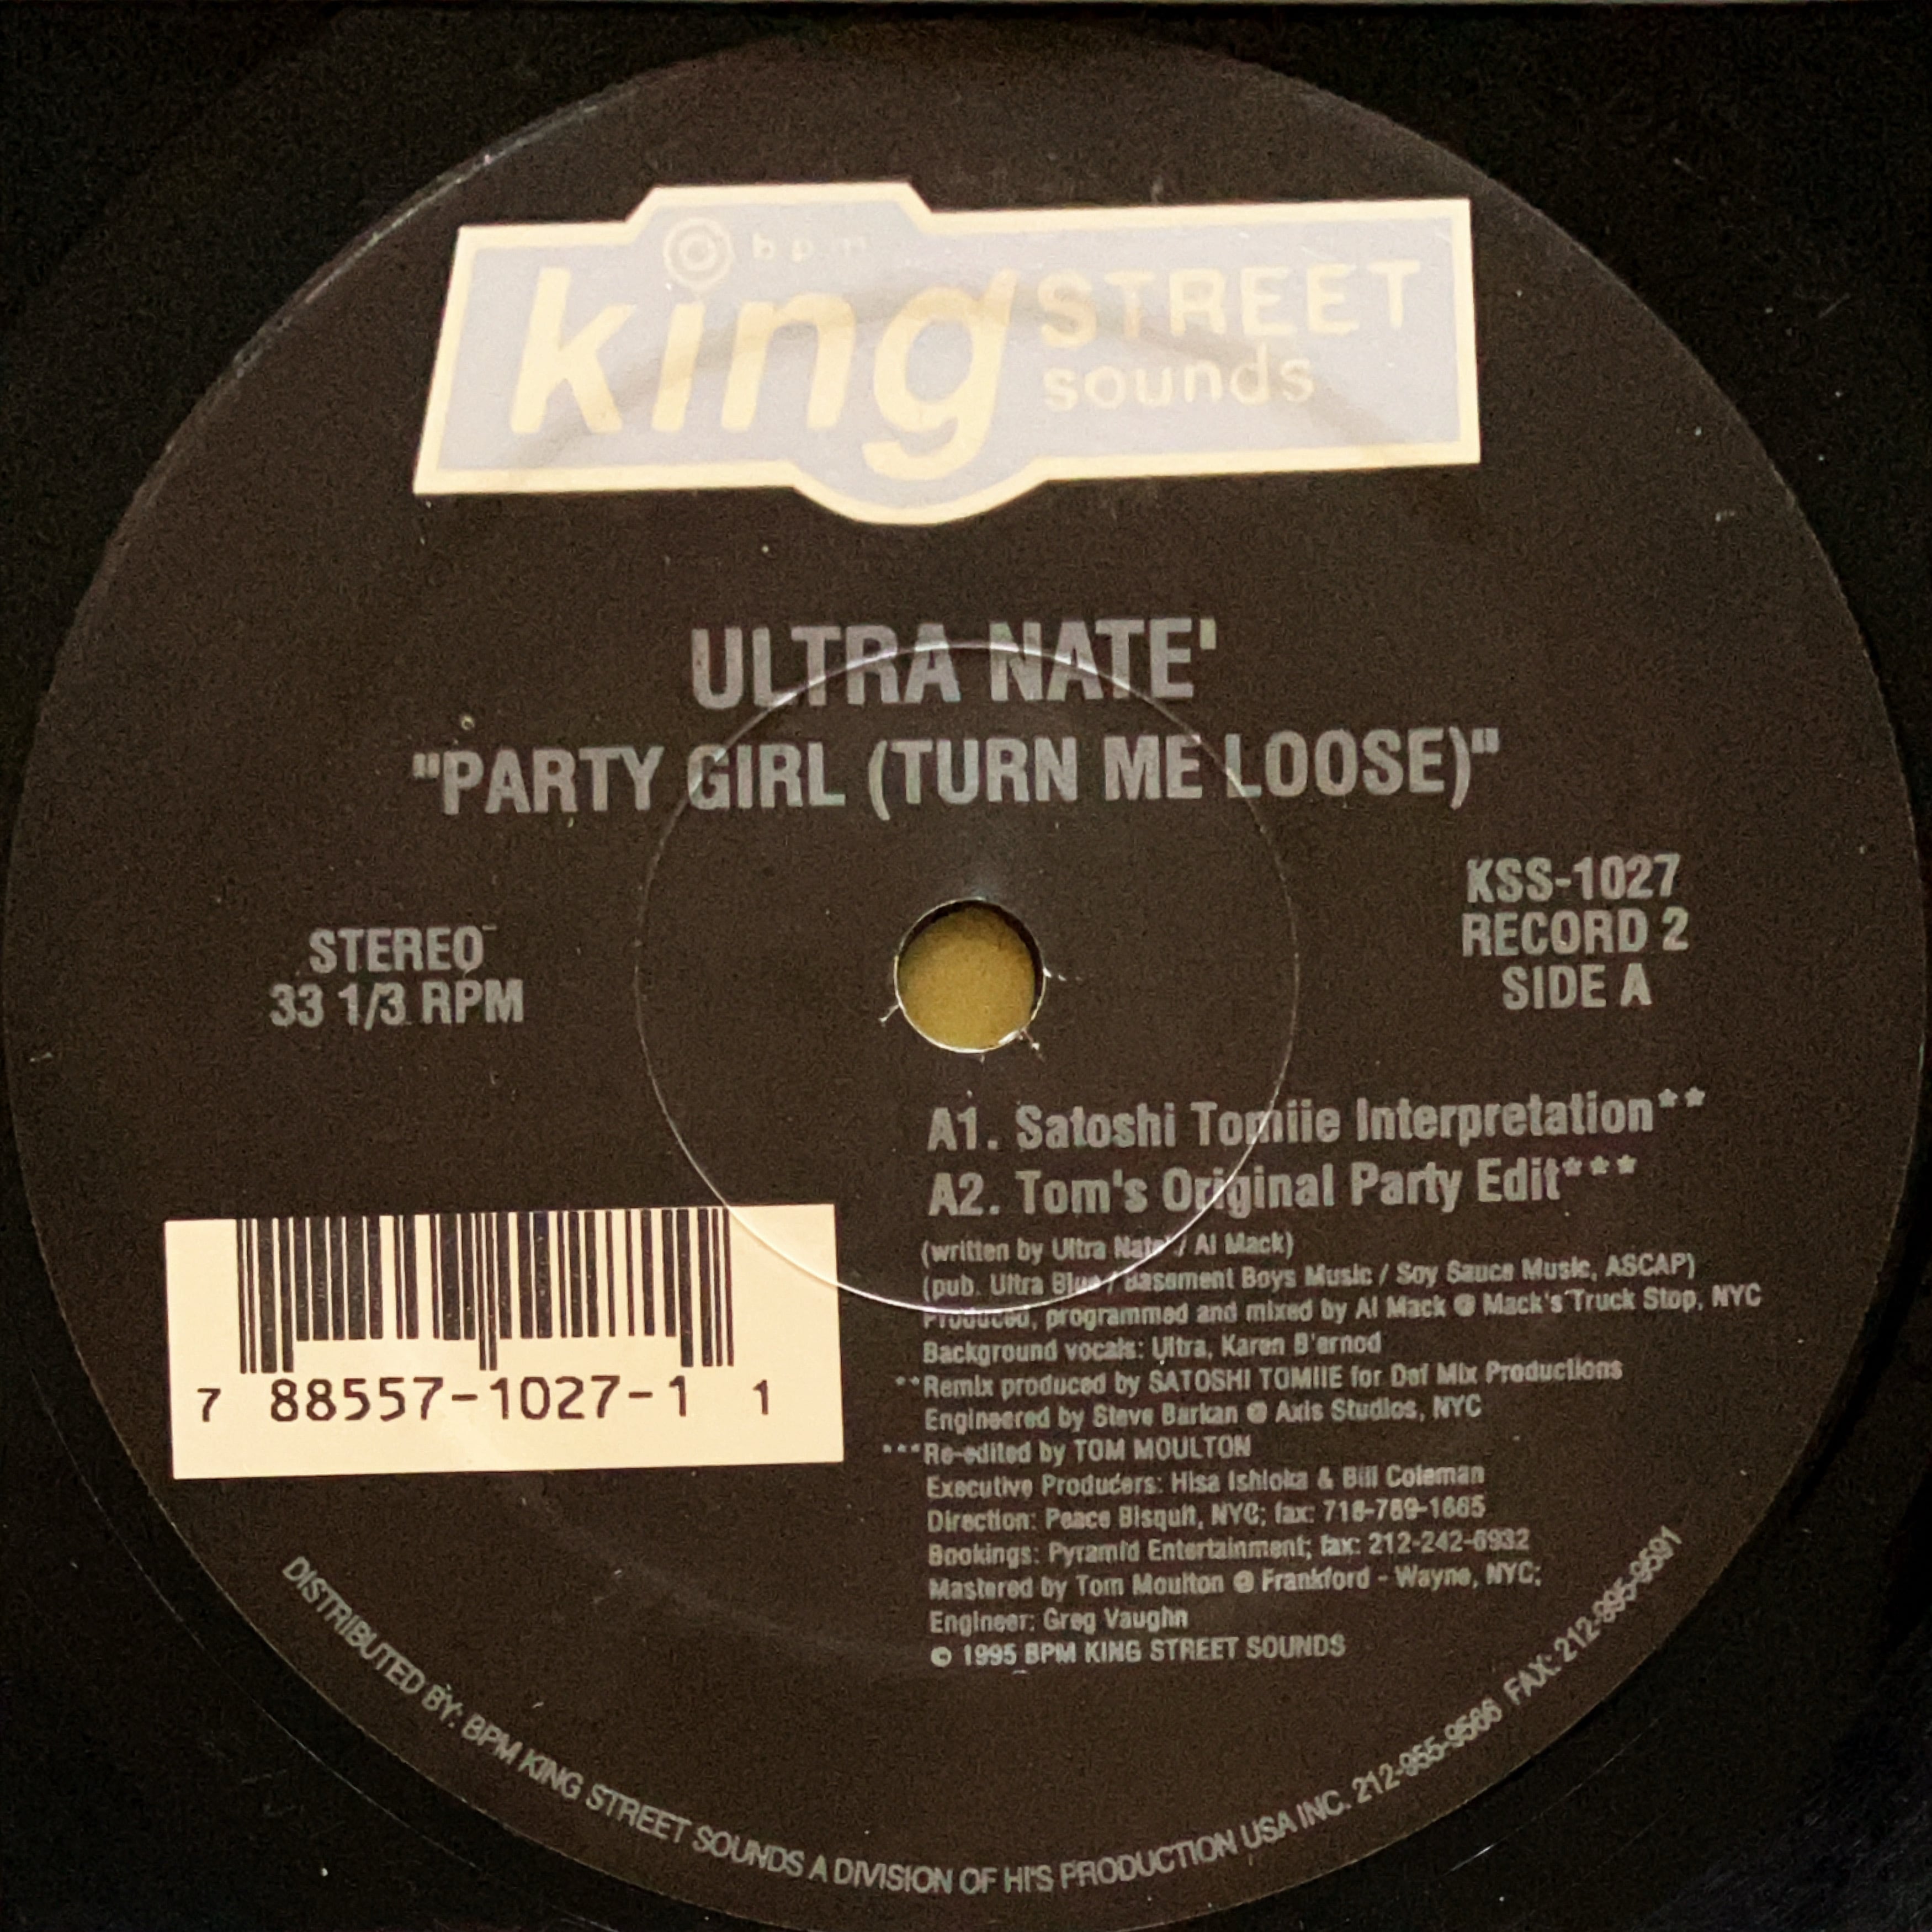 bpm
king STREET
sounds
ULTRA NATE'
"PARTY GIRL (TURN ME LOOSE)"
STEREO
33 1/3 RPM
KSS-1027
RECORD 2
SIDE A
A1. Satoshi Tomiie Interpretation**
A2. Tom's Original Party Edit***
(written by Ultra Nate' / Al Mack)
(pub. Ultra Blue / Basement Boys Music / Soy Sauce Music, ASCAP)
Produced, programmed and mixed by Al Mack @ Mack's Truck Stop, NYC
Background vocals: Ultra, Karen B'ernod
**Remix produced by SATOSHI TOMIIE for Def Mix Productions
Engineered by Steve Barkan @ Axis Studios, NYC
***Re-edited by TOM MOULTON
Executive Producers: Hisa Ishioka & Bill Coleman
Direction: Peace Bisquit, NYC; fax: 718-789-1665
Bookings: Pyramid Entertainment; fax: 212-242-6932
Mastered by Tom Moulton @ Frankford - Wayne, NYC;
Engineer: Greg Vaughn
© 1995 BPM KING STREET SOUNDS
7 88557-1027-1 1
DISTRIBUTED BY: BPM KING STREET SOUNDS A DIVISION OF HI'S PRODUCTION USA INC. 212-955-9566 FAX: 212-995-9591